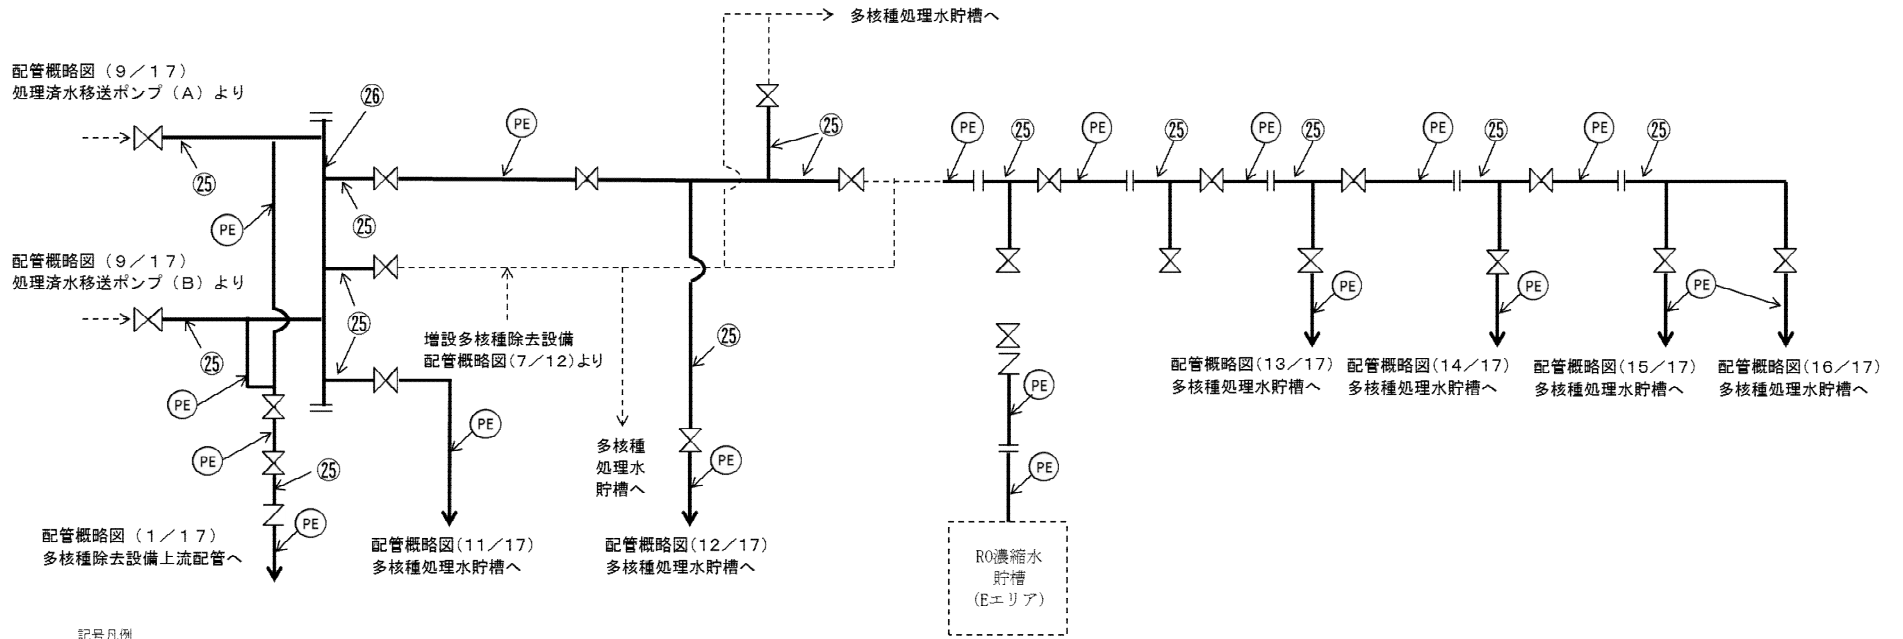 多核種処理水貯槽へ
配管概略図（９／１７）
処理済水移送ポンプ（A）より
㉖
PE
㉕
PE
㉕
PE
㉕
PE
㉕
PE
㉕
PE
㉕
㉕
㉕
PE
配管概略図（９／１７）
処理済水移送ポンプ（B）より
PE
PE
PE
PE
㉕
㉕
増設多核種除去設備
配管概略図(7/12)より
㉕
配管概略図(13/17)
多核種処理水貯槽へ
配管概略図(14/17)
多核種処理水貯槽へ
配管概略図(15/17)
多核種処理水貯槽へ
配管概略図(16/17)
多核種処理水貯槽へ
PE
PE
PE
PE
㉕
多核種
処理水
貯槽へ
PE
PE
PE
配管概略図（１／１７）
多核種除去設備上流配管へ
配管概略図(11/17)
多核種処理水貯槽へ
配管概略図(12/17)
多核種処理水貯槽へ
RO濃縮水
貯槽
(Eエリア)
記号凡例